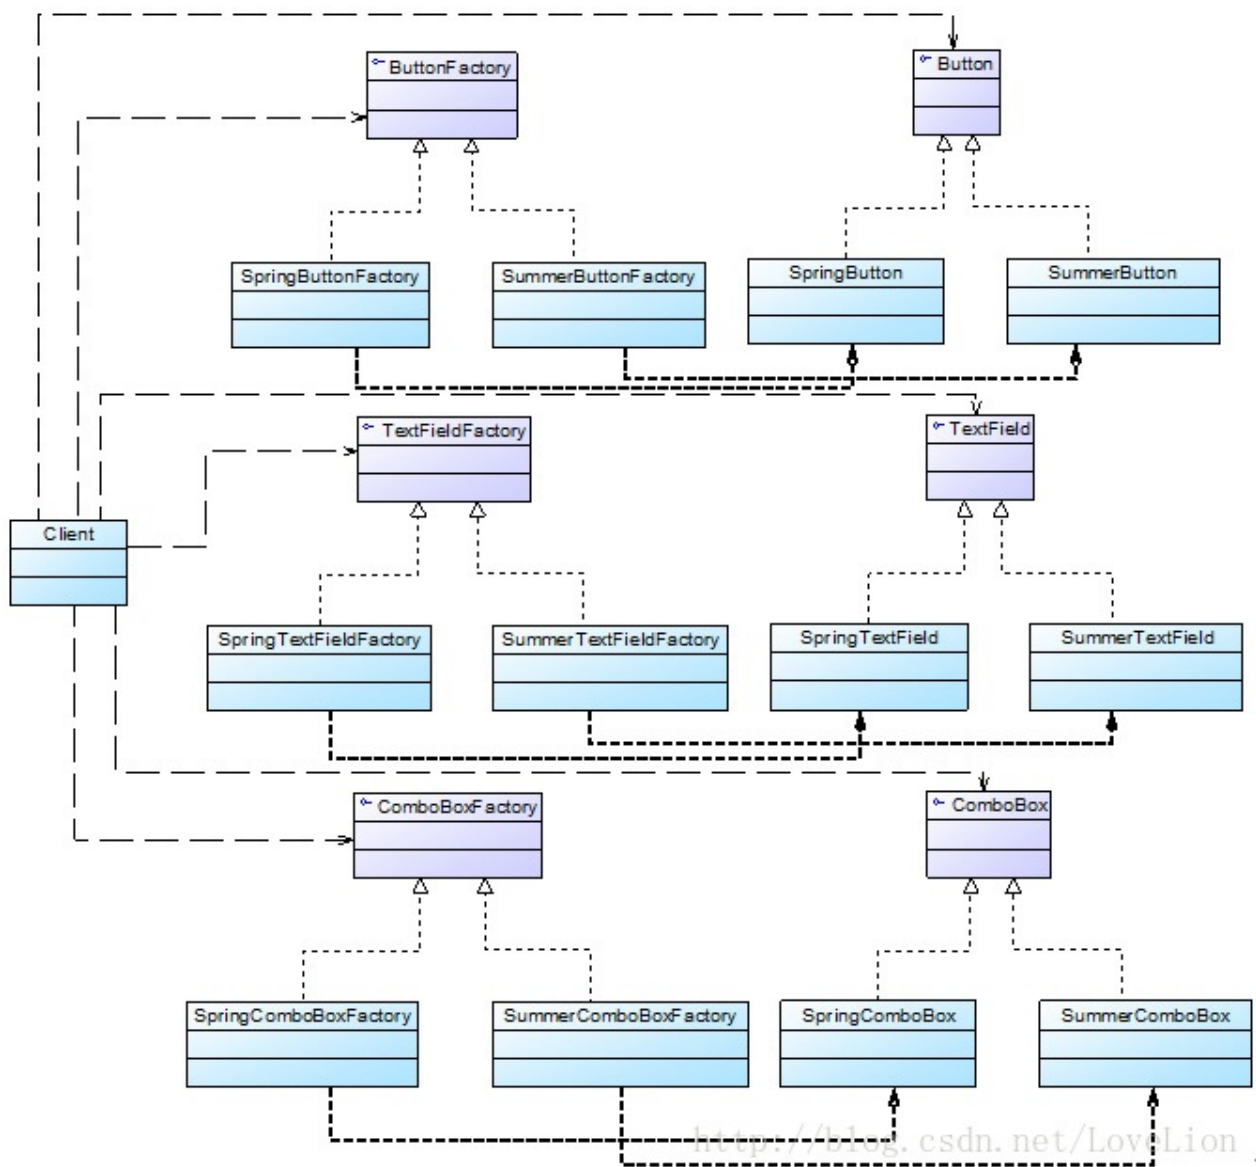 ButtonFactory
Button
SpringButtonFactory
SummerButtonFactory
SpringButton
SummerButton
TextFieldFactory
TextField
Client
SpringTextFieldFactory
SummerTextFieldFactory
SpringTextField
SummerTextField
ComboBoxFactory
ComboBox
SpringComboBoxFactory
SummerComboBoxFactory
SpringComboBox
SummerComboBox
http://blog.csdn.net/LoveLion